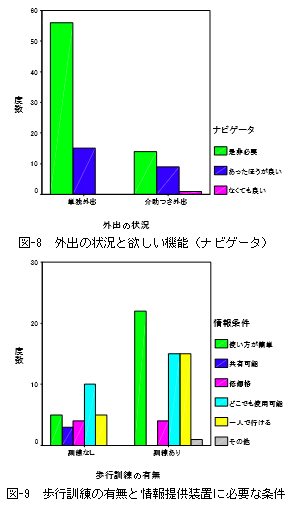 60
50
40
30
20
10
0
度数
単独外出
介助つき外出
外出の状況
ナビゲータ
是非必要
あったほうが良い
なくても良い
図-8 外出の状況と欲しい機能（ナビゲータ）
30
20
10
0
度数
訓練なし
訓練あり
歩行訓練の有無
情報条件
使い方が簡単
共有可能
低価格
どこでも使用可能
一人で行ける
その他
図-9 歩行訓練の有無と情報提供装置に必要な条件